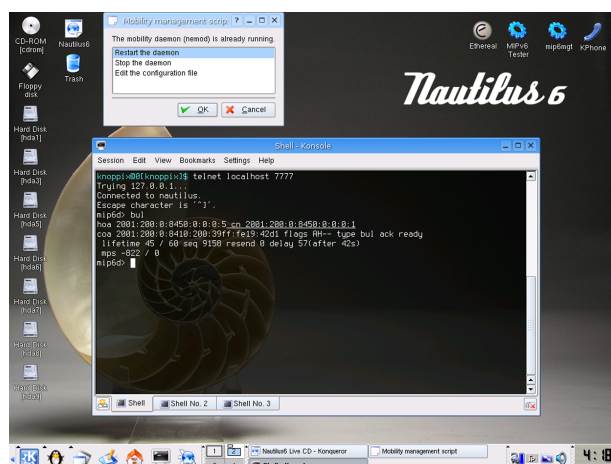 Mobility management scrip
The mobility daemon (nemod) is already running.
Restart the daemon
Stop the daemon
Edit the configuration file
OK
Cancel
CD-ROM
[cdrom]
Nautilus6
Floppy
disk
Trash
Hard Disk
[hda1]
Hard Disk
[hda3]
Hard Disk
[hda5]
Hard Disk
[hda6]
Hard Disk
[hda7]
Hard Disk
[hda8]
Hard Disk
[hda9]
Ethereal
MIPv6
Tester
mip6mgt
KPhone
Nautilus 6
Shell - Konsole
Session Edit View Bookmarks Settings Help
knoppix@0[knoppix]$ telnet localhost 7777
Trying 127.0.0.1...
Connected to nautilus.
Escape character is '^]'.
mip6d> bul
hoa 2001:200:0:8450:0:0:0:5 cn 2001:200:0:8450:0:0:0:1
coa 2001:200:0:8410:200:39ff:fe19:42d1 flags AH-- type bul ack ready
lifetime 45 / 60 seq 9158 resend 0 delay 57(after 42s)
mps -822 / 0
mip6d>
Shell
Shell No. 2
Shell No. 3
1
2
Nautilus6 Live CD - Konqueror
Mobility management script